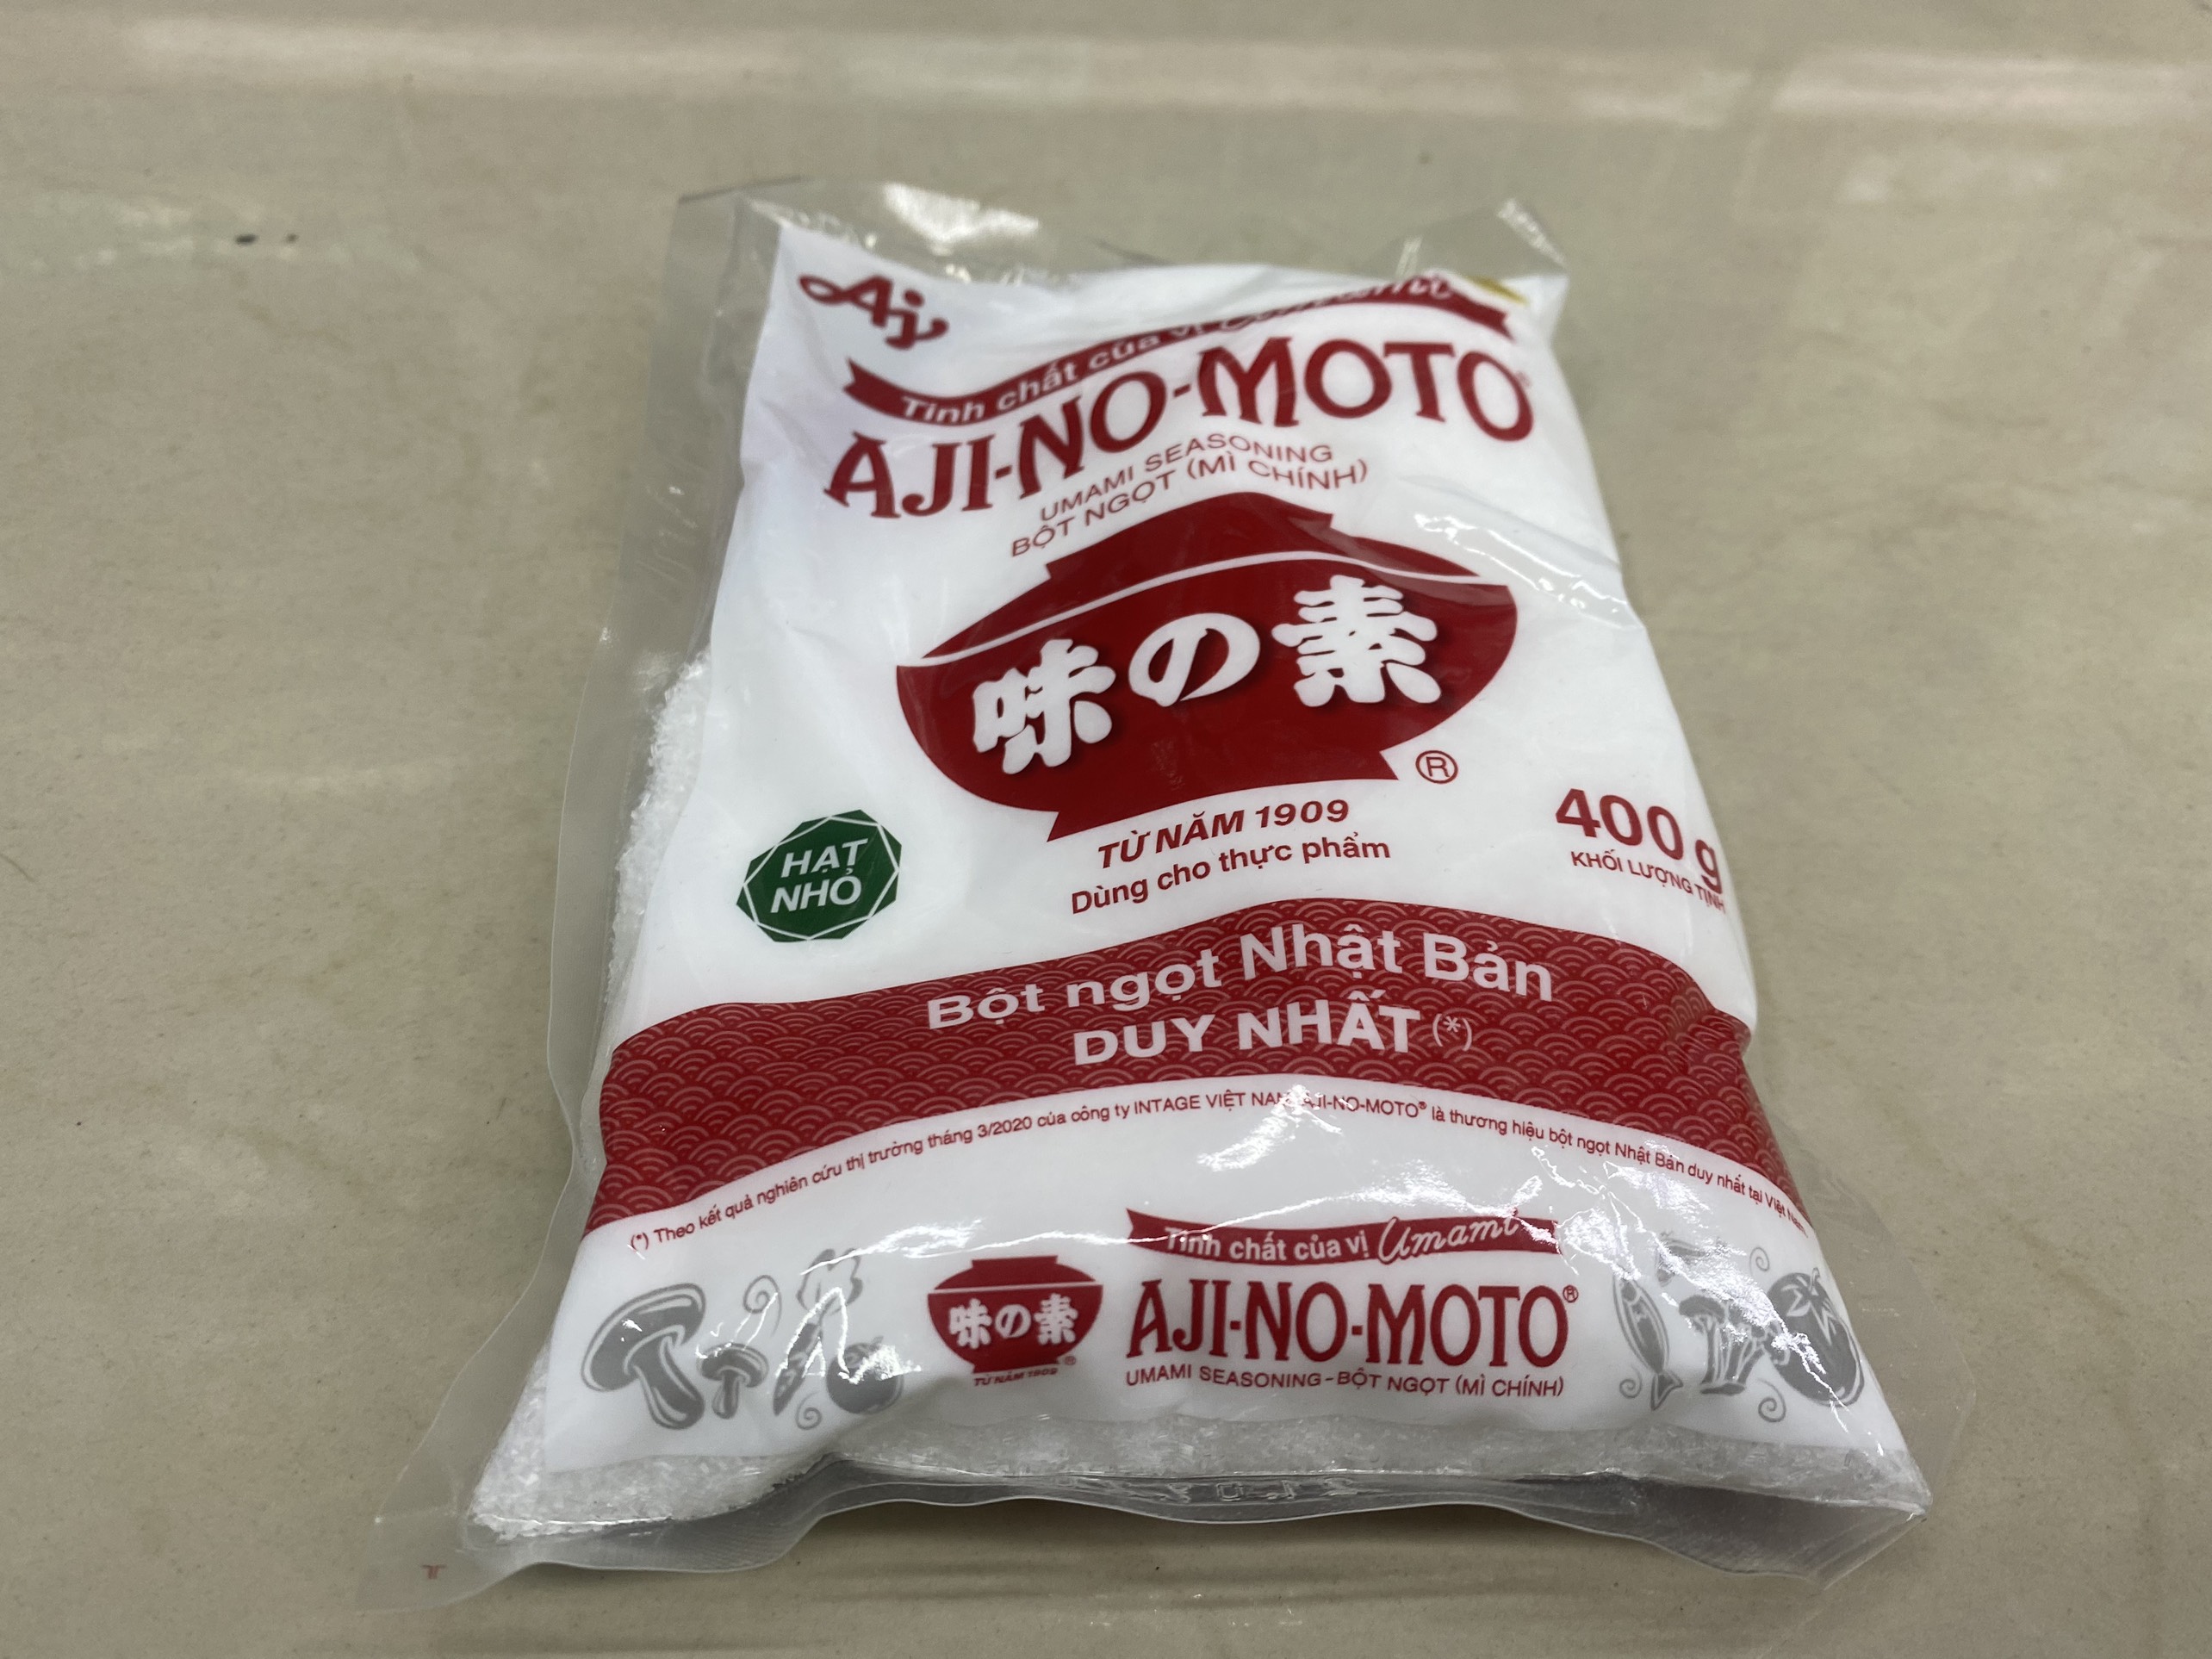 Aj
Tinh chất của vị Umami
AJI-NO-MOTO®
UMAMI SEASONING
BỘT NGỌT (MÌ CHÍNH)
味の素
®
TỪ NĂM 1909
Dùng cho thực phẩm
400 g
KHỐI LƯỢNG TỊNH
HẠT
NHỎ
Bột ngọt Nhật Bản
DUY NHẤT (*)
(*) Theo kết quả nghiên cứu thị trường tháng 3/2020 của công ty INTAGE VIỆT NAM, AJI-NO-MOTO® là thương hiệu bột ngọt Nhật Bản duy nhất tại Việt Nam
Tinh chất của vị Umami
味の素
®
TỪ NĂM 1909
AJI-NO-MOTO®
UMAMI SEASONING - BỘT NGỌT (MÌ CHÍNH)